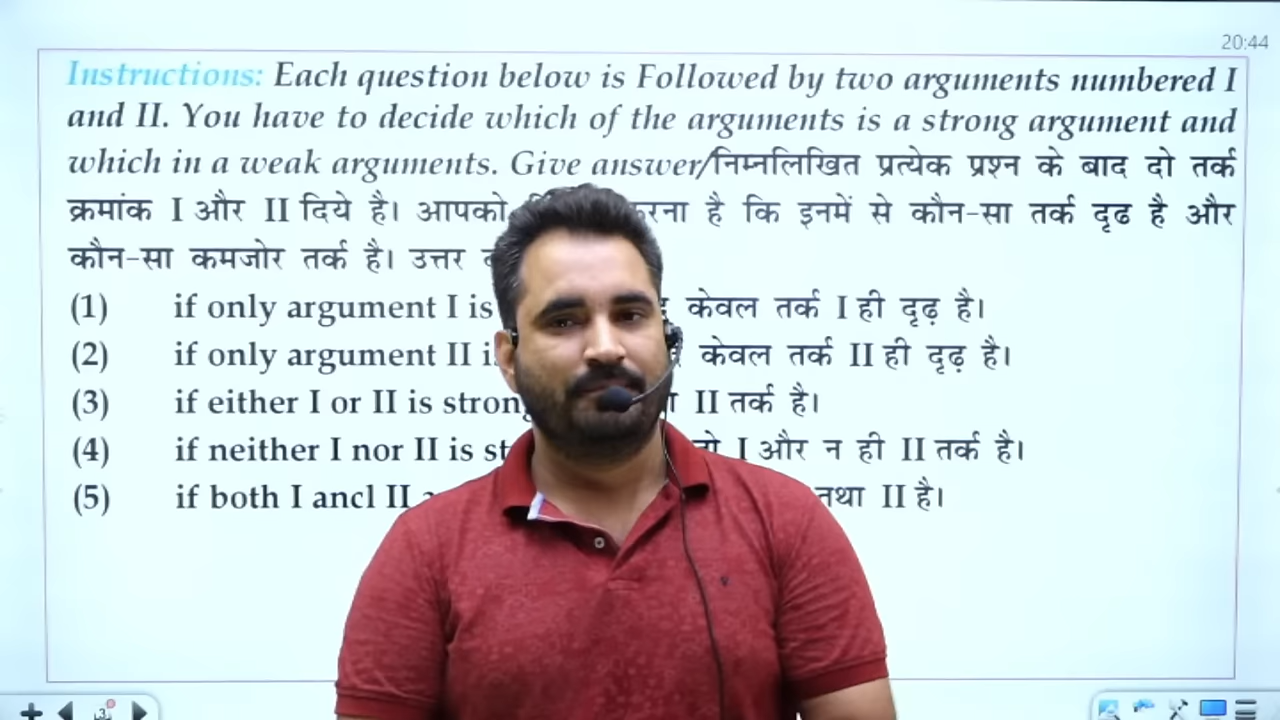 20:44
Instructions: Each question below is Followed by two arguments numbered I
and II. You have to decide which of the arguments is a strong argument and
which in a weak arguments. Give answer/निम्नलिखित प्रत्येक प्रश्न के बाद दो तर्क
क्रमांक I और II दिये है। आपको है कि इनमें से कौन-सा तर्क दृढ है और
कौन-सा कमजोर तर्क है। उत्तर
(1) if only argument I is केवल तर्क I ही दृढ़ है।
(2) if only argument II केवल तर्क II ही दृढ़ है।
(3) if either I or II is II तर्क है।
(4) if neither I nor II is I और न ही II तर्क है।
(5) if both I ancl II तथा II है।